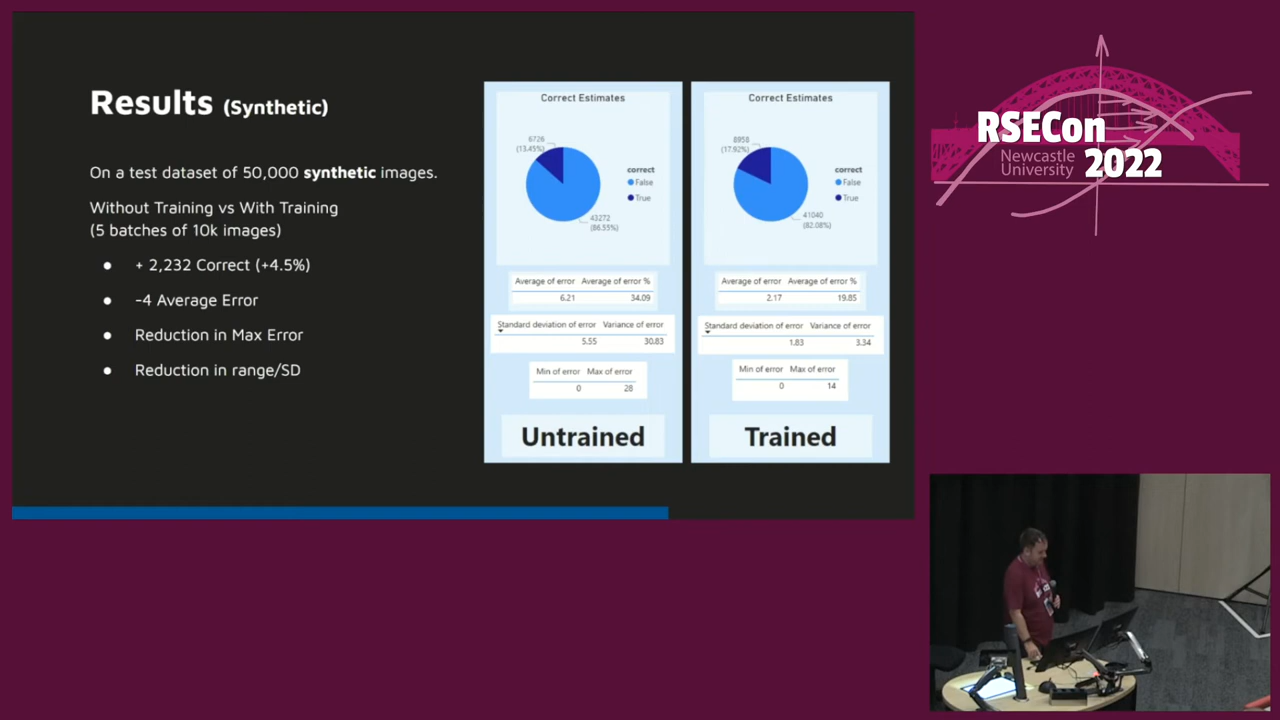 Results (Synthetic)
On a test dataset of 50,000 synthetic images.
Without Training vs With Training
(5 batches of 10k images)
● + 2,232 Correct (+4.5%)
● -4 Average Error
● Reduction in Max Error
● Reduction in range/SD
Correct Estimates
6726
(13.45%)
correct
False
True
43272
(86.55%)
Average of error Average of error %
6.21 34.09
Standard deviation of error Variance of error
5.55 30.83
Min of error Max of error
0 28
Untrained
Correct Estimates
8958
(17.92%)
correct
False
True
41040
(82.08%)
Average of error Average of error %
2.17 19.85
Standard deviation of error Variance of error
1.83 3.34
Min of error Max of error
0 14
Trained
RSECon
Newcastle
University 2022